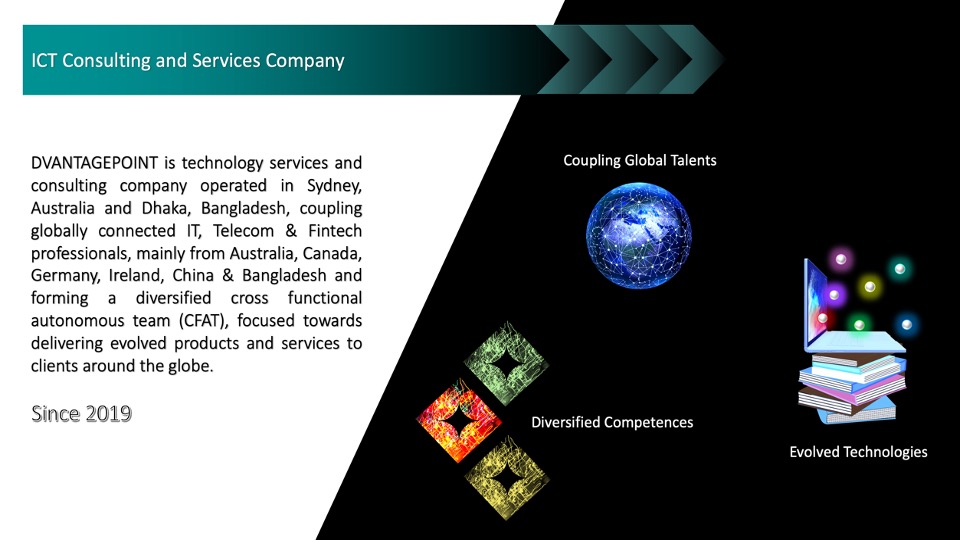 ICT Consulting and Services Company
DVANTAGEPOINT is technology services and
consulting company operated in Sydney,
Australia and Dhaka, Bangladesh, coupling
globally connected IT, Telecom & Fintech
professionals, mainly from Australia, Canada,
Germany, Ireland, China & Bangladesh and
forming a diversified cross functional
autonomous team (CFAT), focused towards
delivering evolved products and services to
clients around the globe.
Since 2019
Coupling Global Talents
Diversified Competences
Evolved Technologies